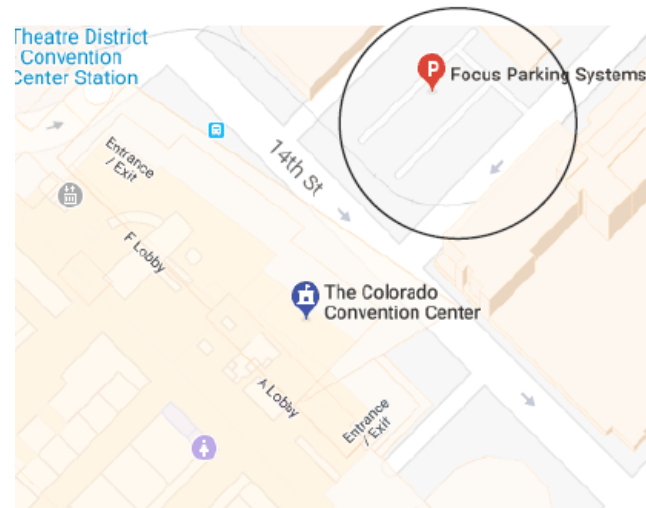 Theatre District
Convention
Center Station
P
Focus Parking Systems
Entrance
/ Exit
14th St
F Lobby
The Colorado
Convention Center
A Lobby
Entrance
/ Exit